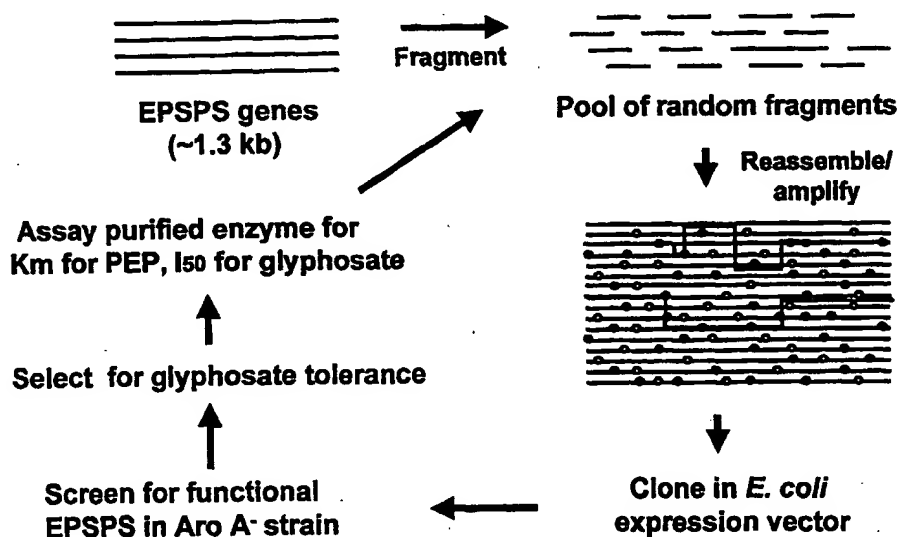 EPSPS genes
(~1.3 kb)
Fragment
Pool of random fragments
Reassemble/
amplify
Clone in E. coli
expression vector
Screen for functional
EPSPS in Aro A- strain
Select for glyphosate tolerance
Assay purified enzyme for
Km for PEP, I50 for glyphosate